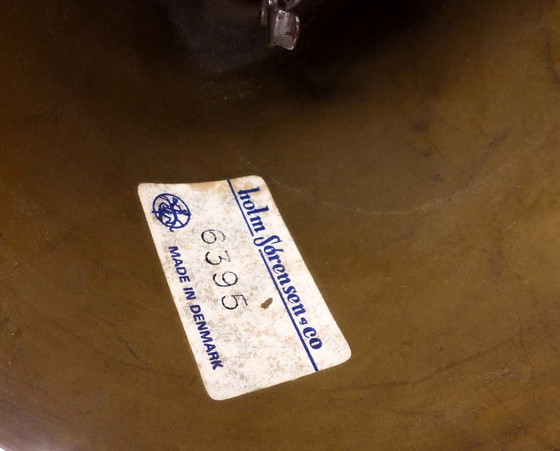 holm Sørensen & co
6395
MADE IN DENMARK